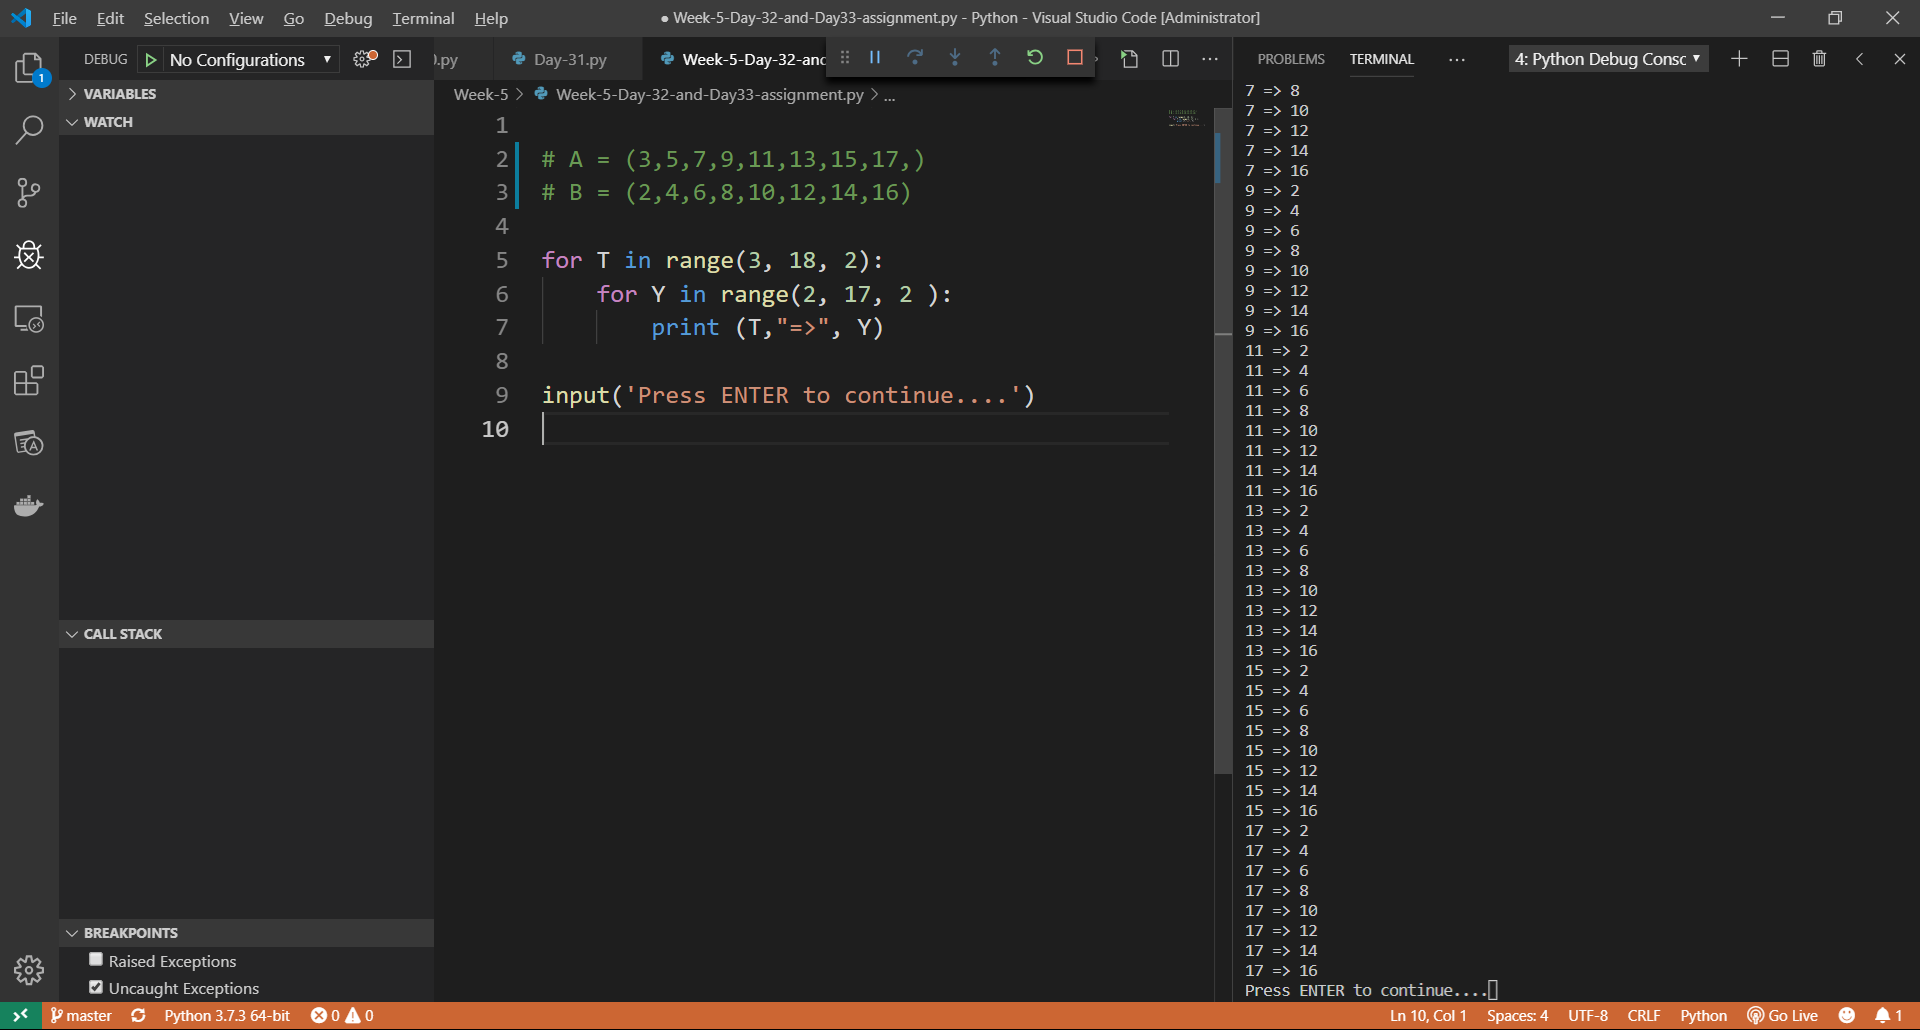 File Edit Selection View Go Debug Terminal Help
● Week-5-Day-32-and-Day33-assignment.py - Python - Visual Studio Code [Administrator]
DEBUG No Configurations
).py Day-31.py Week-5-Day-32-and
VARIABLES
WATCH
CALL STACK
BREAKPOINTS
Raised Exceptions
Uncaught Exceptions
1
Week-5 > Week-5-Day-32-and-Day33-assignment.py > ...
1
2 # A = (3,5,7,9,11,13,15,17,)
3 # B = (2,4,6,8,10,12,14,16)
4
5 for T in range(3, 18, 2):
6 for Y in range(2, 17, 2 ):
7 print (T,"=>", Y)
8
9 input('Press ENTER to continue....')
10
PROBLEMS TERMINAL ... 4: Python Debug Consc
7 => 8
7 => 10
7 => 12
7 => 14
7 => 16
9 => 2
9 => 4
9 => 6
9 => 8
9 => 10
9 => 12
9 => 14
9 => 16
11 => 2
11 => 4
11 => 6
11 => 8
11 => 10
11 => 12
11 => 14
11 => 16
13 => 2
13 => 4
13 => 6
13 => 8
13 => 10
13 => 12
13 => 14
13 => 16
15 => 2
15 => 4
15 => 6
15 => 8
15 => 10
15 => 12
15 => 14
15 => 16
17 => 2
17 => 4
17 => 6
17 => 8
17 => 10
17 => 12
17 => 14
17 => 16
Press ENTER to continue....
master Python 3.7.3 64-bit 0 0 Ln 10, Col 1 Spaces: 4 UTF-8 CRLF Python Go Live 1